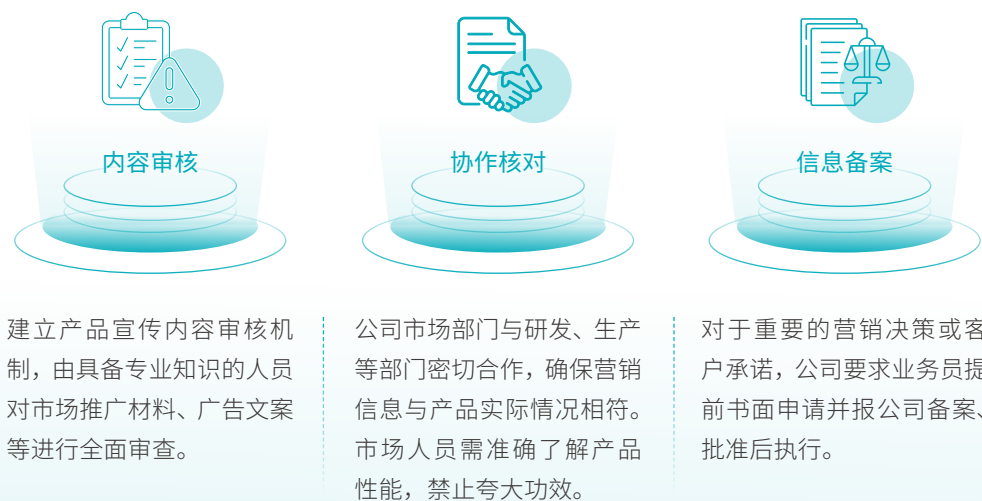 内容审核
建立产品宣传内容审核机
制，由具备专业知识的人员
对市场推广材料、广告文案
等进行全面审查。
协作核对
公司市场部门与研发、生产
等部门密切合作，确保营销
信息与产品实际情况相符。
市场人员需准确了解产品
性能，禁止夸大功效。
信息备案
对于重要的营销决策或客
户承诺，公司要求业务员提
前书面申请并报公司备案、
批准后执行。